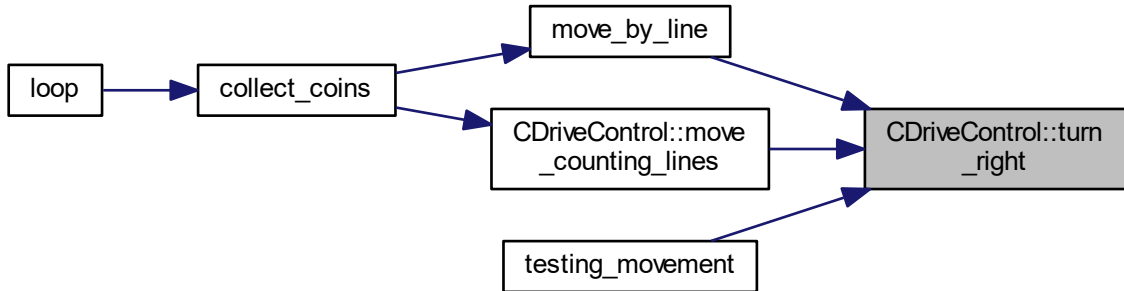 loop
collect_coins
move_by_line
CDriveControl::move
_counting_lines
testing_movement
CDriveControl::turn
_right